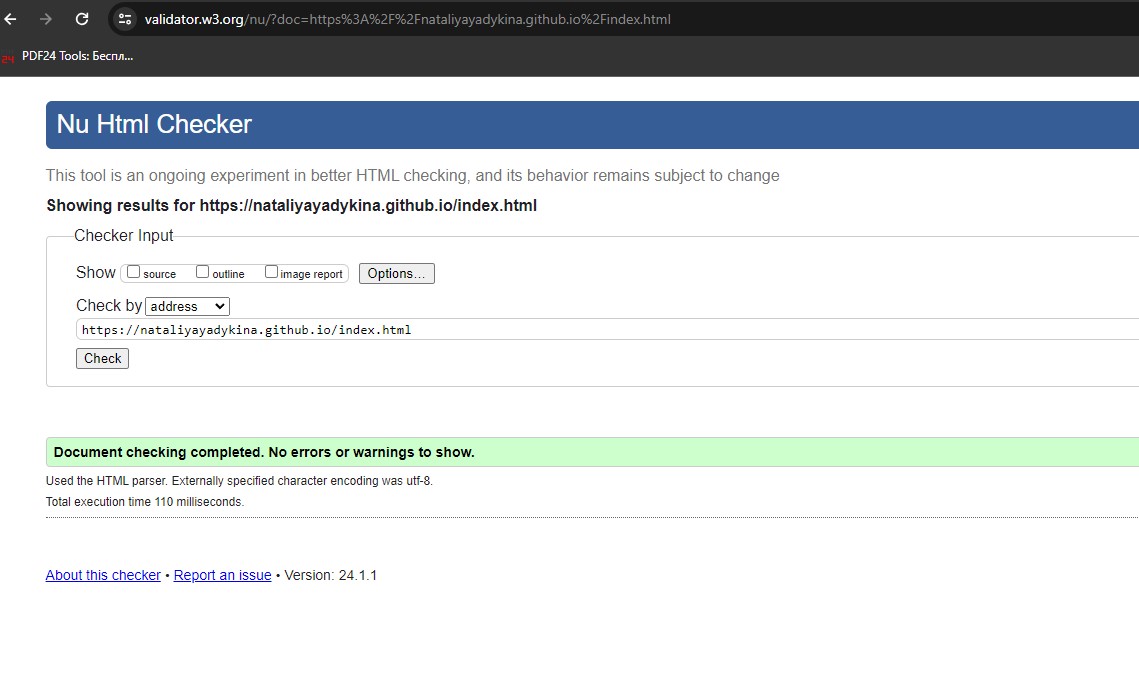 validator.w3.org/nu/?doc=https%3A%2F%2Fnataliyayadykina.github.io%2Findex.html
24 PDF24 Tools: Беспл...
Nu Html Checker
This tool is an ongoing experiment in better HTML checking, and its behavior remains subject to change
Showing results for https://nataliyayadykina.github.io/index.html
Checker Input
Show source outline image report Options...
Check by address
https://nataliyayadykina.github.io/index.html
Check
Document checking completed. No errors or warnings to show.
Used the HTML parser. Externally specified character encoding was utf-8.
Total execution time 110 milliseconds.
About this checker • Report an issue • Version: 24.1.1